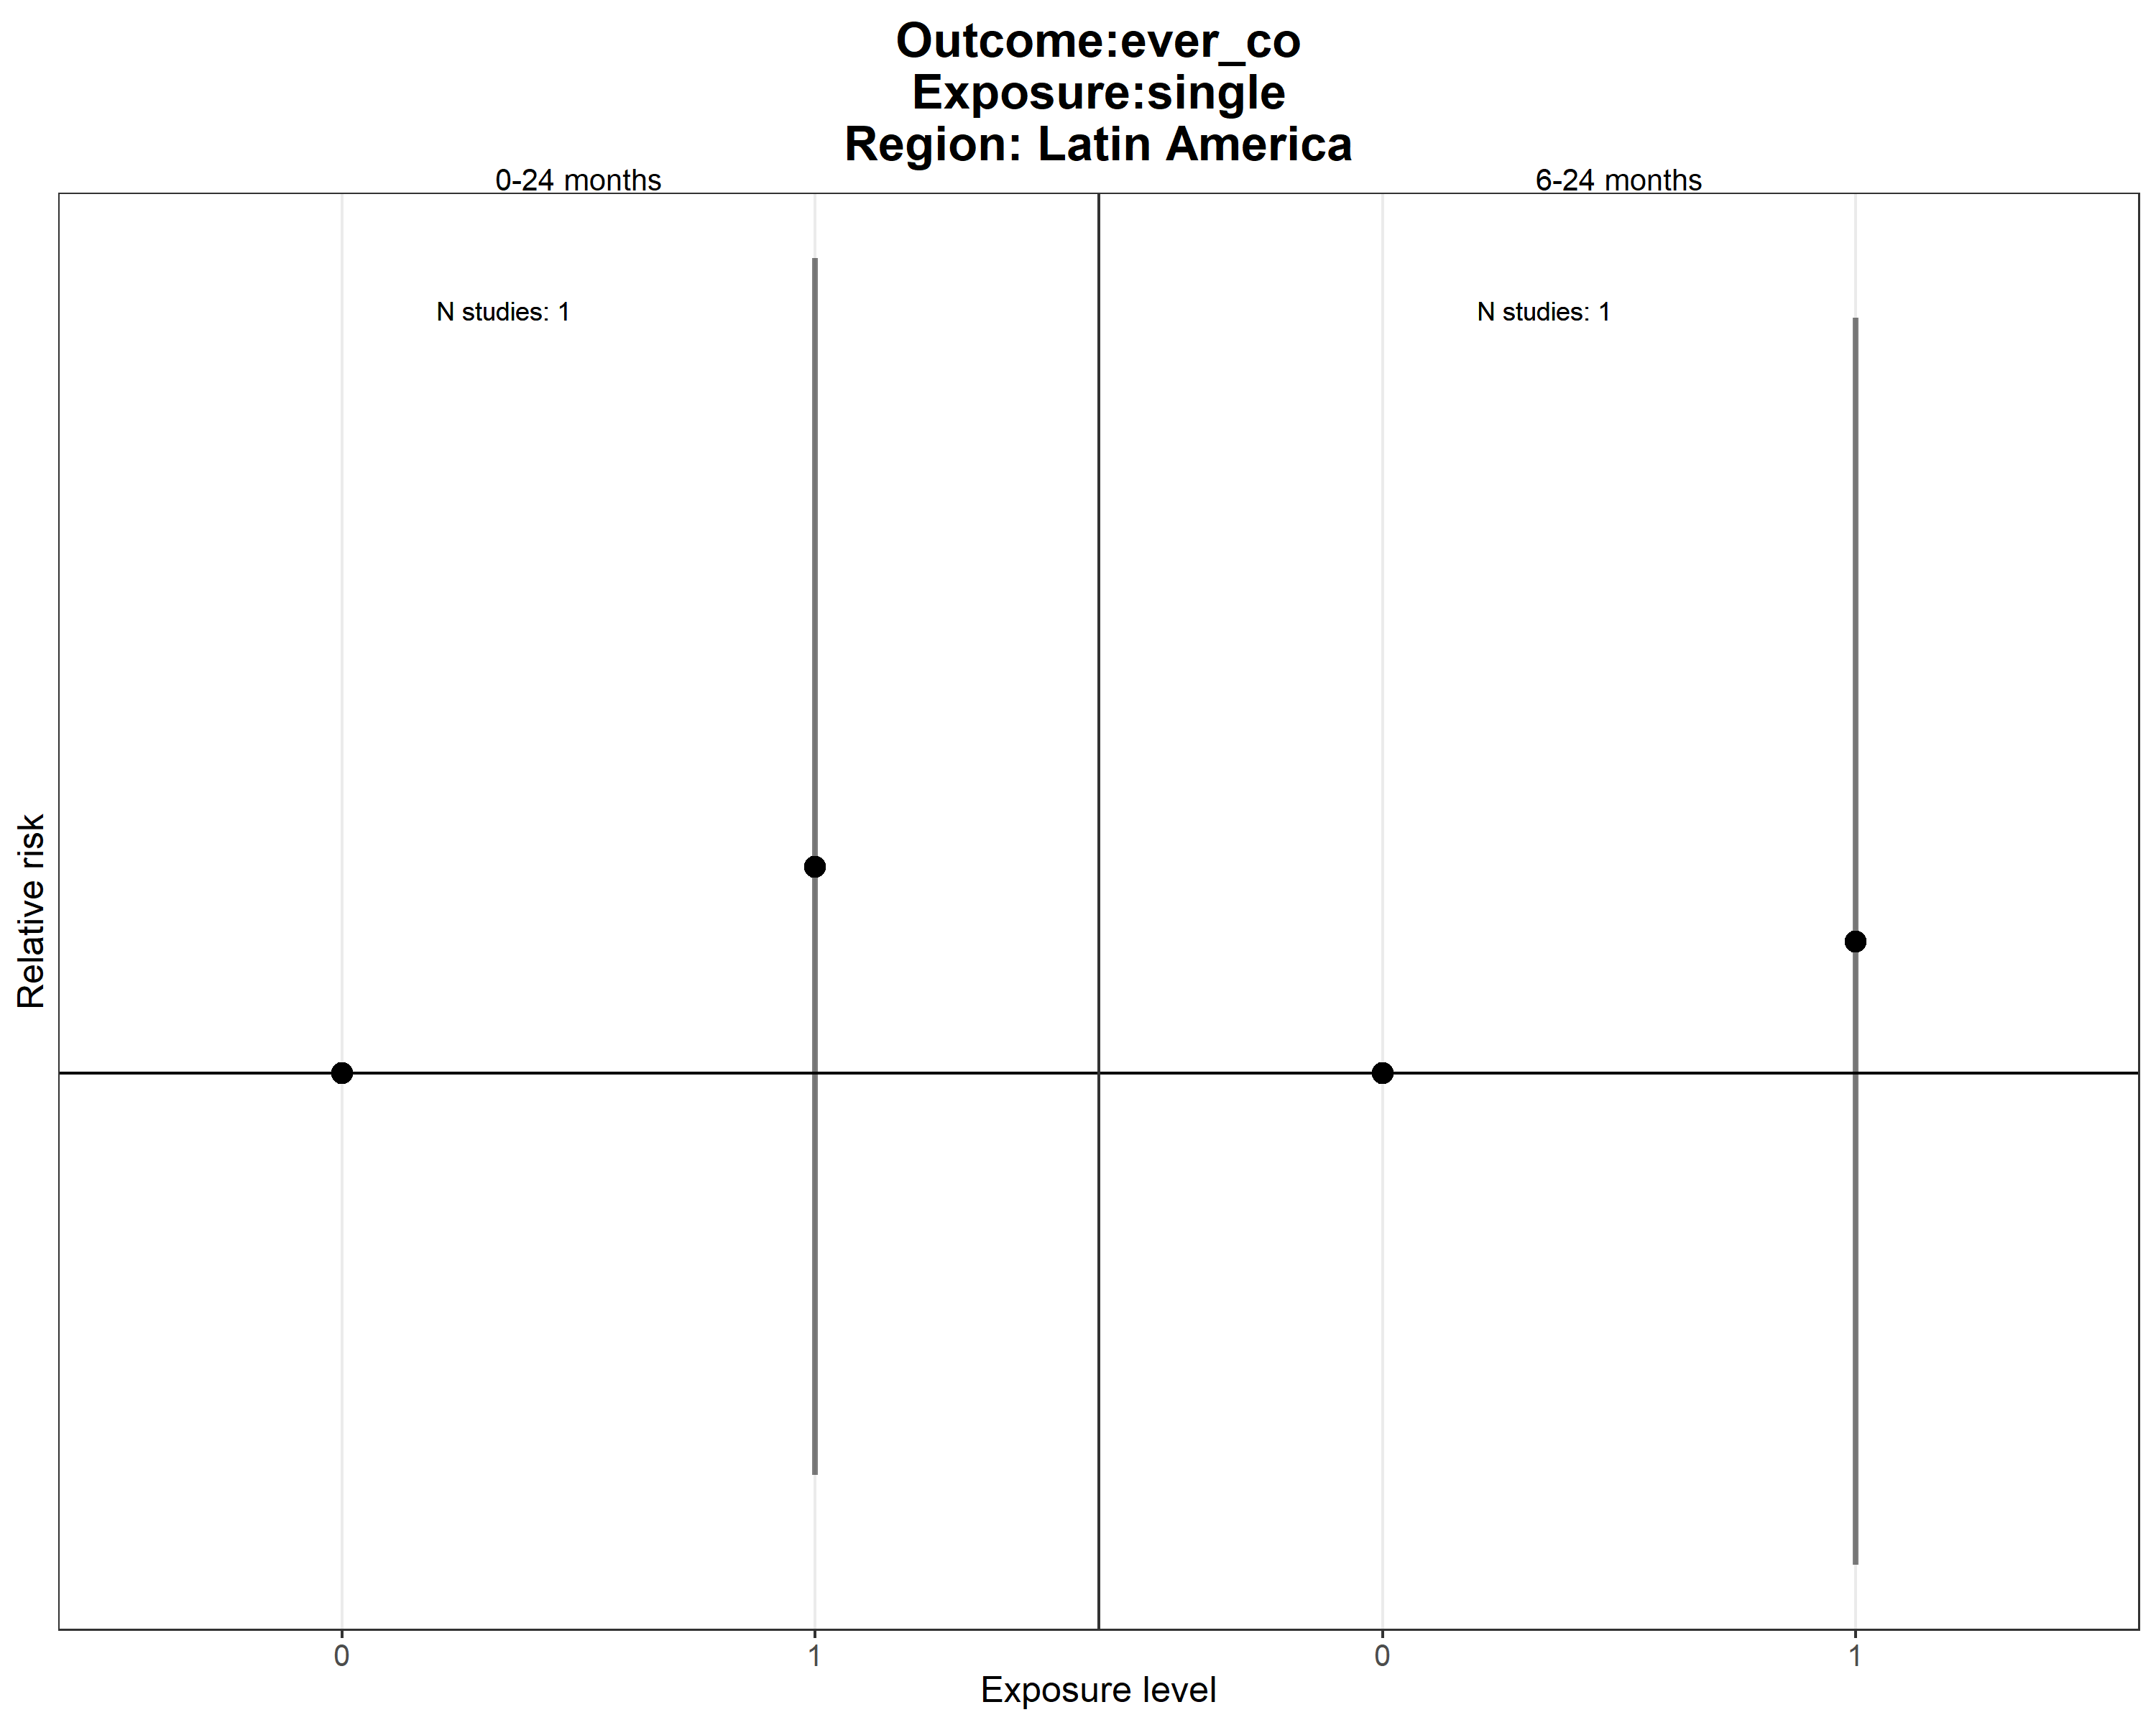 Outcome:ever_co
Exposure:single
Region: Latin America
0-24 months
6-24 months
N studies: 1
N studies: 1
Relative risk
0
1
0
1
Exposure level